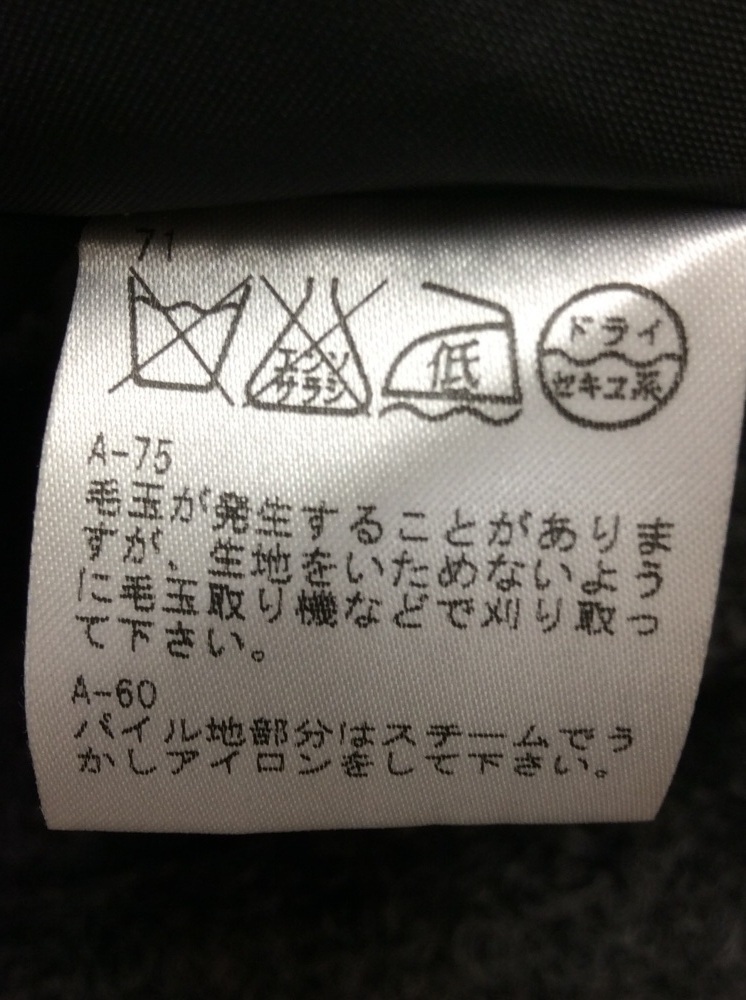 71
エンソ
サラシ
低
ドライ
セキユ系
A-75
毛玉が発生することがありま
すが、生地をいためないよう
に毛玉取り機などで刈り取っ
て下さい。
A-60
パイル地部分はスチームでう
かしアイロンをして下さい。